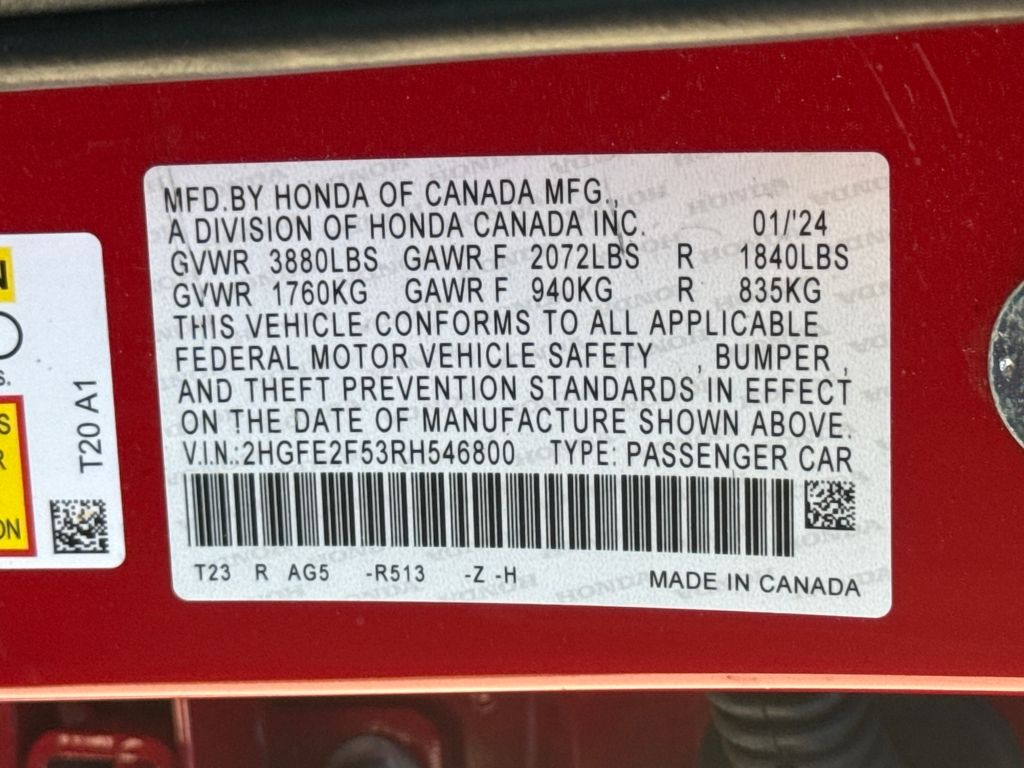 MFD.BY HONDA OF CANADA MFG.,
A DIVISION OF HONDA CANADA INC. 01/'24
GVWR 3880LBS GAWR F 2072LBS R 1840LBS
GVWR 1760KG GAWR F 940KG R 835KG
THIS VEHICLE CONFORMS TO ALL APPLICABLE
FEDERAL MOTOR VEHICLE SAFETY , BUMPER ,
AND THEFT PREVENTION STANDARDS IN EFFECT
ON THE DATE OF MANUFACTURE SHOWN ABOVE.
V.I.N.:2HGFE2F53RH546800 TYPE: PASSENGER CAR
T23 R AG5 -R513 -Z -H
MADE IN CANADA
T20 A1